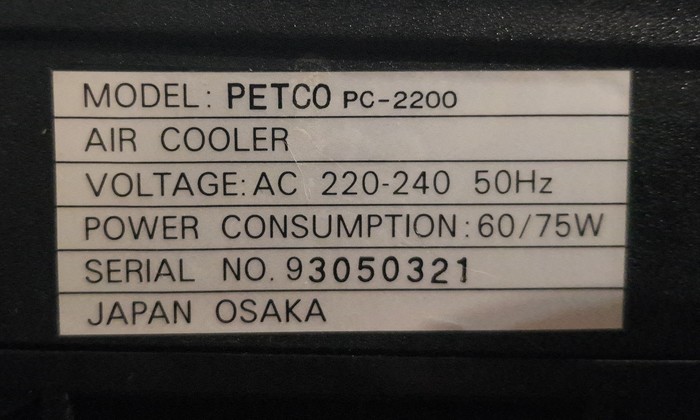 MODEL: PETCO PC-2200
AIR COOLER
VOLTAGE: AC 220-240 50Hz
POWER CONSUMPTION: 60/75W
SERIAL NO. 93050321
JAPAN OSAKA